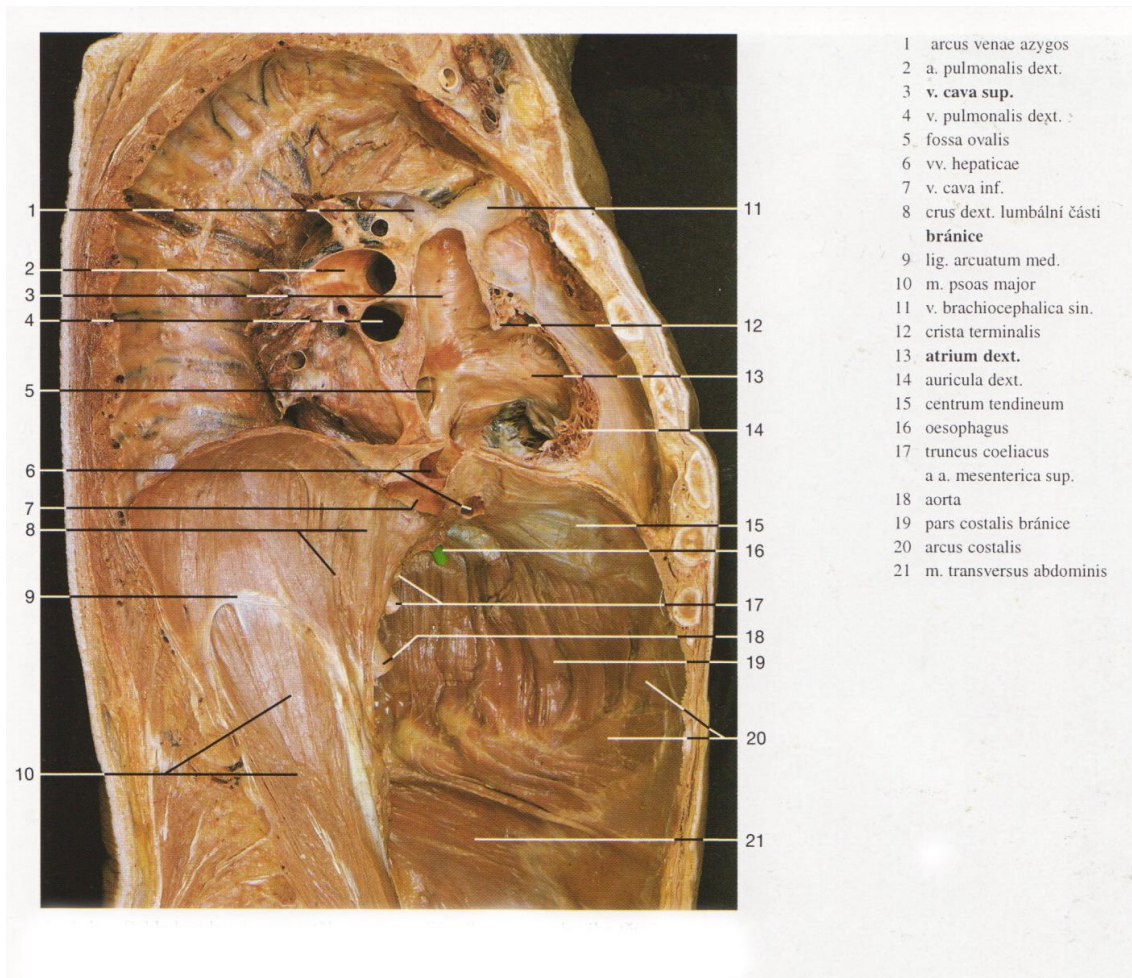 1
2
3
4
5
6
7
8
9
10
11
12
13
14
15
16
17
18
19
20
21
1 arcus venae azygos
2 a. pulmonalis dext.
3 v. cava sup.
4 v. pulmonalis dext.
5 fossa ovalis
6 vv. hepaticae
7 v. cava inf.
8 crus dext. lumbální části
bránice
9 lig. arcuatum med.
10 m. psoas major
11 v. brachiocephalica sin.
12 crista terminalis
13 atrium dext.
14 auricula dext.
15 centrum tendineum
16 oesophagus
17 truncus coeliacus
a a. mesenterica sup.
18 aorta
19 pars costalis bránice
20 arcus costalis
21 m. transversus abdominis